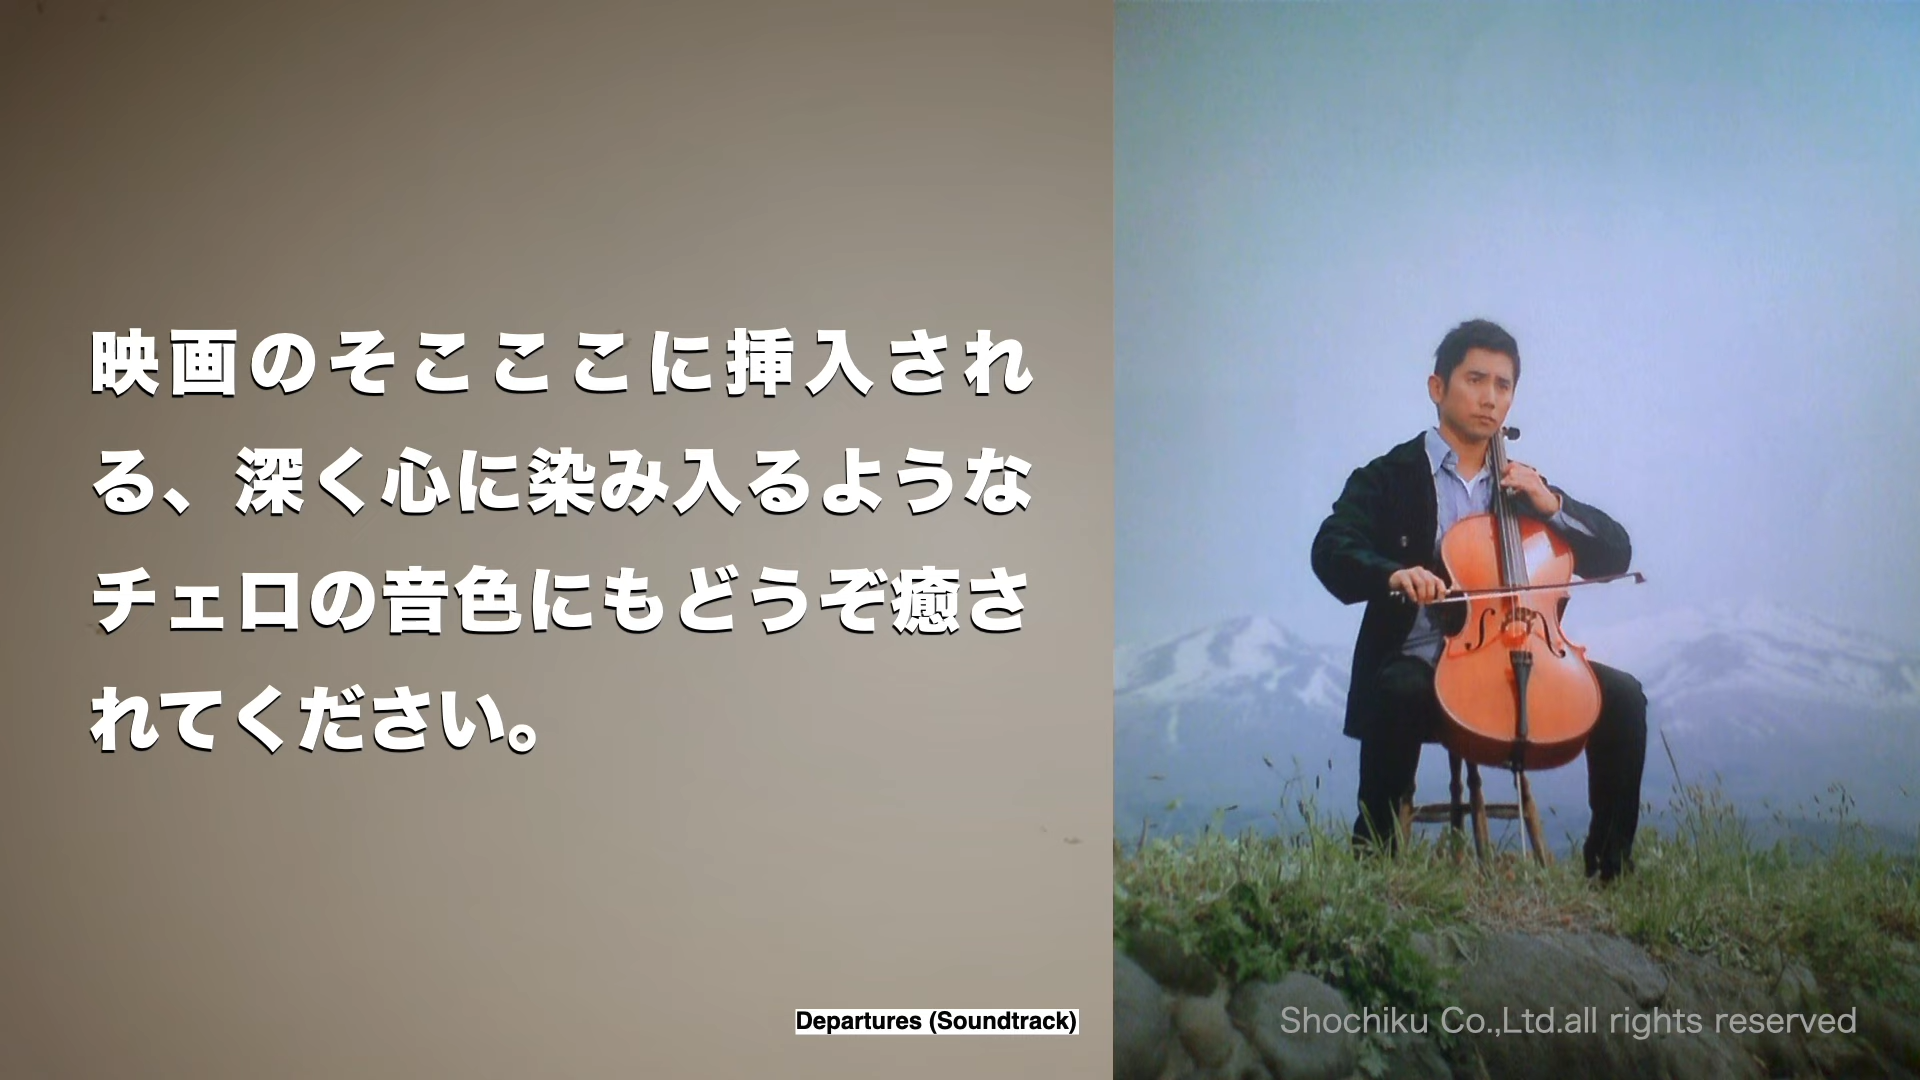 映画のそこここに挿入され
る、深く心に染み入るような
チェロの音色にもどうぞ癒さ
れてください。
Departures (Soundtrack)
Shochiku Co.,Ltd.all rights reserved